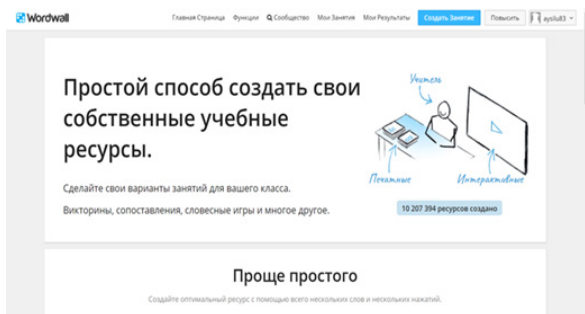 Wordwall
Главная Страница Функции Сообщество Мои Занятия Мои Результаты Создать Занятие Повысить aysilu83
Простой способ создать свои
собственные учебные
ресурсы.
Учитель
Печатные
Интерактивные
Сделайте свои варианты занятий для вашего класса.
Викторины, сопоставления, словесные игры и многое другое.
10 207 394 ресурсов создано
Проще простого
Создайте оптимальный ресурс с помощью всего нескольких слов и нескольких нажатий.